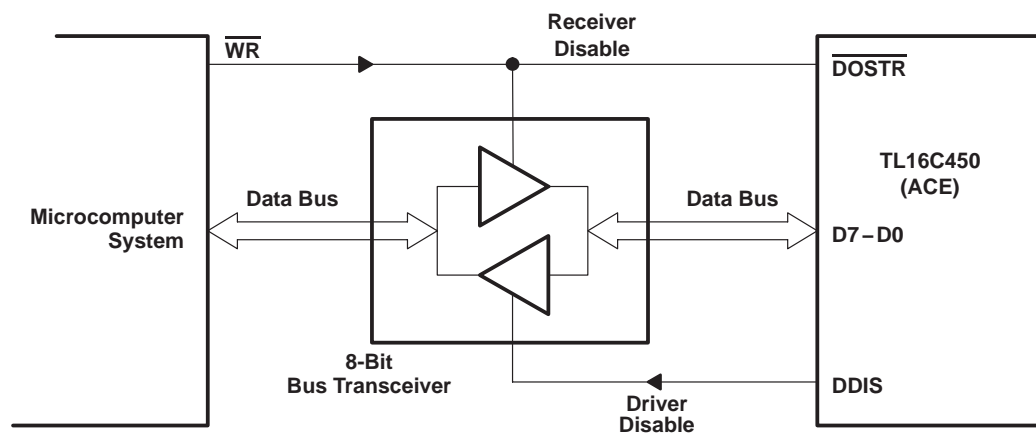 Receiver
Disable
WR
DOSTR
TL16C450
(ACE)
Data Bus
Data Bus
Microcomputer
System
D7–D0
8-Bit
Bus Transceiver
DDIS
Driver
Disable